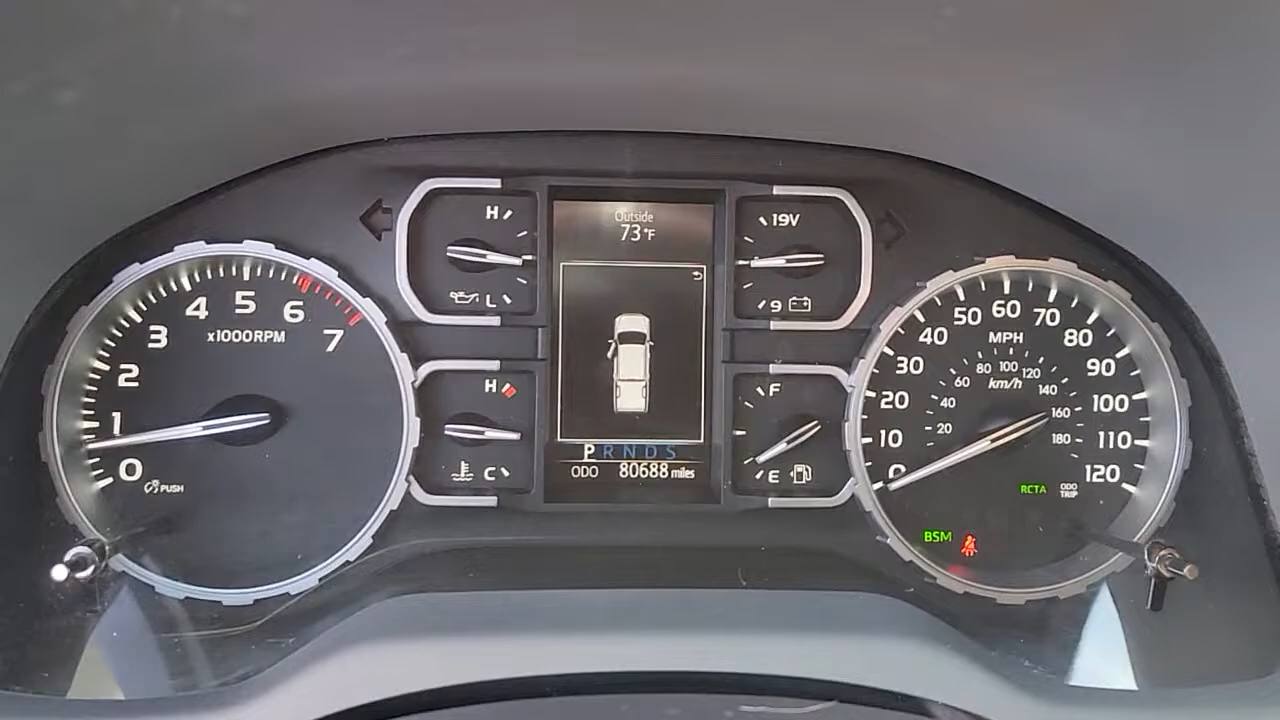 0
1
2
3
4
5
6
7
x1000RPM
PUSH
H
L
H
C
Outside
73°F
P R N D S
ODO 80688 miles
19V
9
F
E
0
10
20
30
40
50
60
70
80
90
100
110
120
MPH
km/h
20
40
60
80
100
120
140
160
180
RCTA
ODO
TRIP
BSM